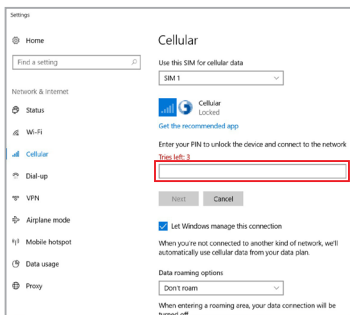 Settings
Home
Find a setting
Network & Internet
Status
Wi-Fi
Cellular
Dial-up
VPN
Airplane mode
Mobile hotspot
Data usage
Proxy
Cellular
Use this SIM for cellular data
SIM 1
Cellular
Locked
Get the recommended app
Enter your PIN to unlock the device and connect to the network
Tries left: 3
Next Cancel
Let Windows manage this connection
When you're not connected to another kind of network, we'll
automatically use cellular data from your data plan.
Data roaming options
Don't roam
When entering a roaming area, your data connection will be
turned off.